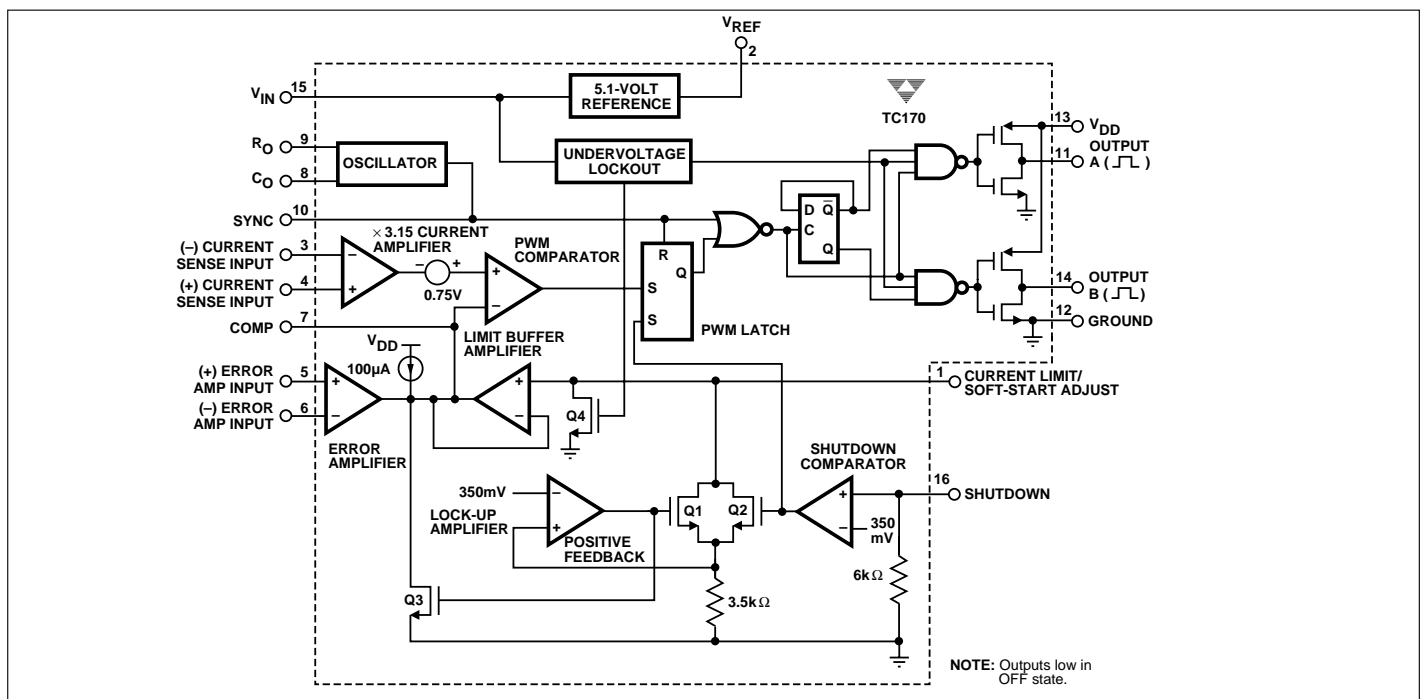 VREF
2
VIN 15
5.1-VOLT
REFERENCE
TC170
13 VDD
RO 9
OSCILLATOR
CO 8
UNDERVOLTAGE
LOCKOUT
OUTPUT
11 A ( )
SYNC 10
D Q̅
C
Q
(–) CURRENT 3
SENSE INPUT
× 3.15 CURRENT
AMPLIFIER
–
+
– +
0.75V
PWM
COMPARATOR
+
–
R
Q
S
S
PWM LATCH
(+) CURRENT 4
SENSE INPUT
OUTPUT
14 B ( )
12 GROUND
COMP 7
LIMIT BUFFER
AMPLIFIER
VDD
100µA
(+) ERROR 5
AMP INPUT
+
–
(–) ERROR 6
AMP INPUT
ERROR
AMPLIFIER
+
–
Q4
1 CURRENT LIMIT/
SOFT-START ADJUST
SHUTDOWN
COMPARATOR
16 SHUTDOWN
+
–
350
mV
350mV
–
+
LOCK-UP
AMPLIFIER
POSITIVE
FEEDBACK
Q1
Q2
6kΩ
3.5kΩ
Q3
NOTE: Outputs low in
OFF state.